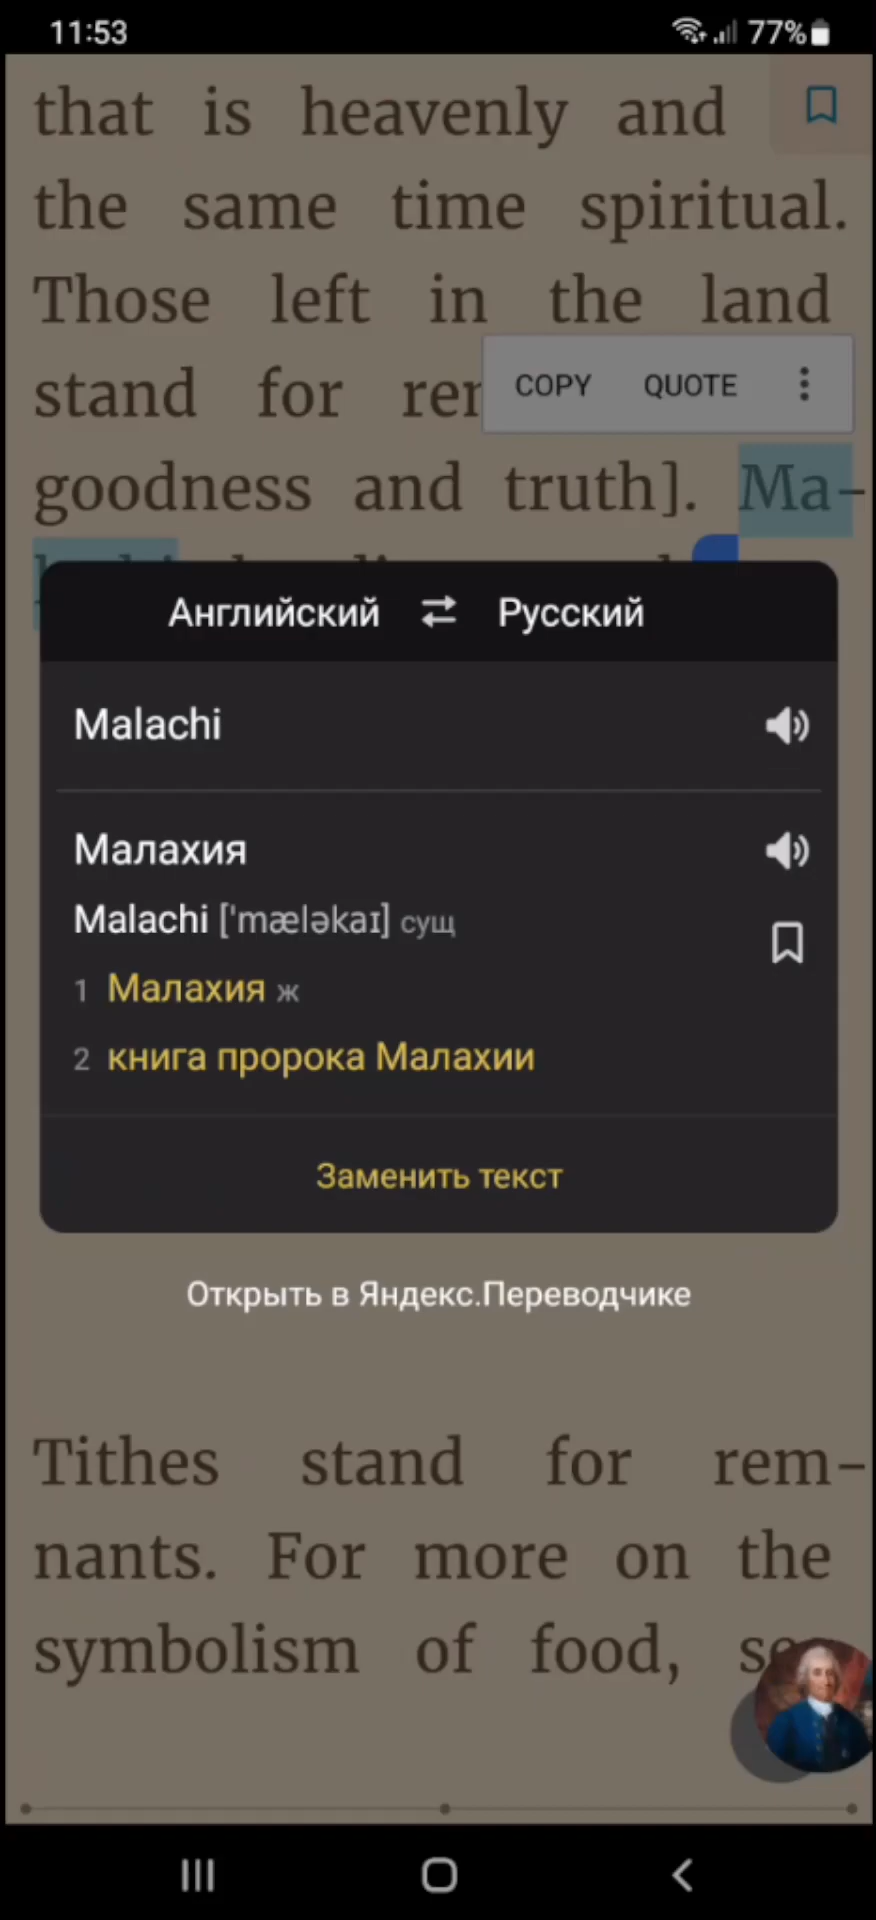 11:53
77%
that is heavenly and
the same time spiritual.
Those left in the land
stand for
COPY QUOTE
goodness and truth]. Ma-
Английский Русский
Malachi
Малахия
Malachi ['mæləkaɪ] сущ
1 Малахия ж
2 книга пророка Малахии
Заменить текст
Открыть в Яндекс.Переводчике
Tithes stand for rem-
nants. For more on the
symbolism of food,